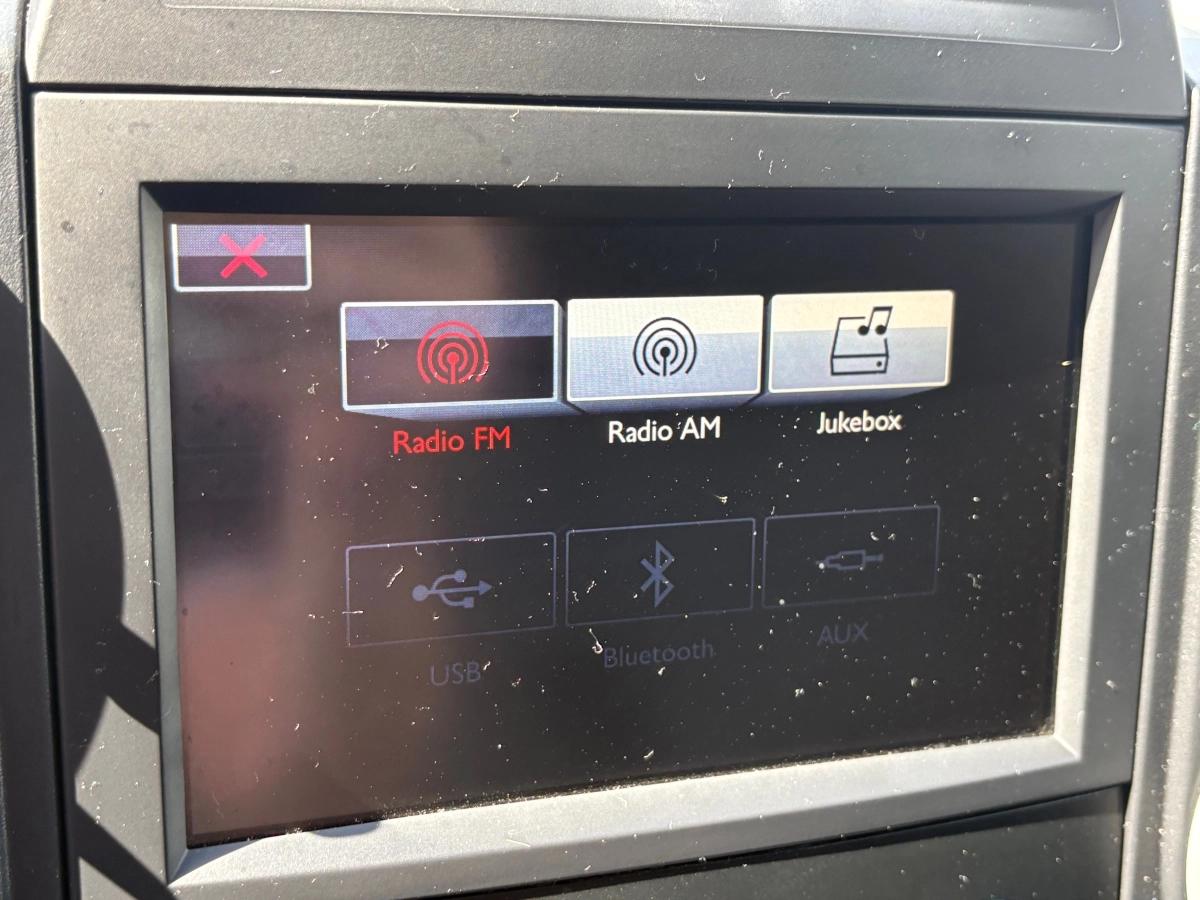 Radio FM
Radio AM
Jukebox
USB
Bluetooth
AUX